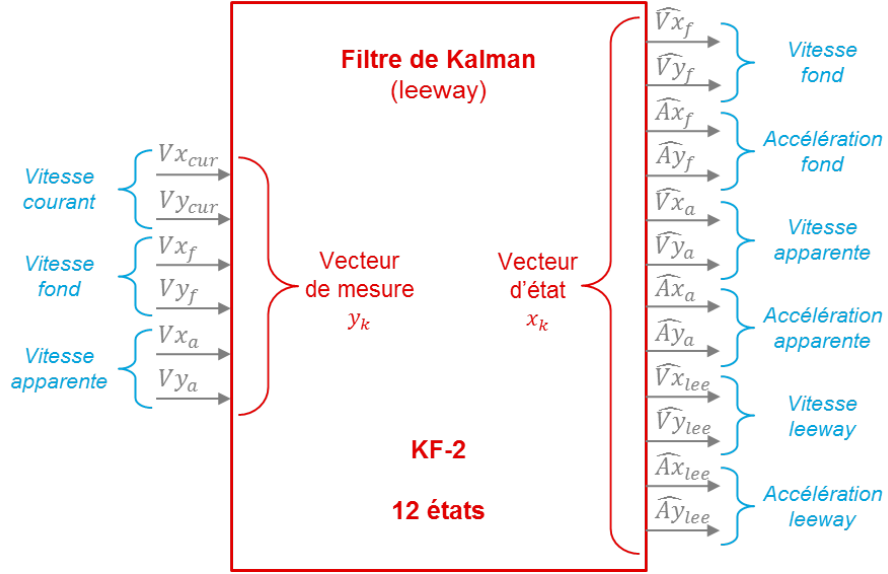 Filtre de Kalman
(leeway)
Vitesse
courant
Vx_cur
Vy_cur
Vitesse
fond
Vx_f
Vy_f
Vitesse
apparente
Vx_a
Vy_a
Vecteur
de mesure
y_k
Vecteur
d'état
x_k
KF-2
12 états
V̂x_f
V̂y_f
Vitesse
fond
Âx_f
Ây_f
Accélération
fond
V̂x_a
V̂y_a
Vitesse
apparente
Âx_a
Ây_a
Accélération
apparente
V̂x_lee
V̂y_lee
Vitesse
leeway
Âx_lee
Ây_lee
Accélération
leeway